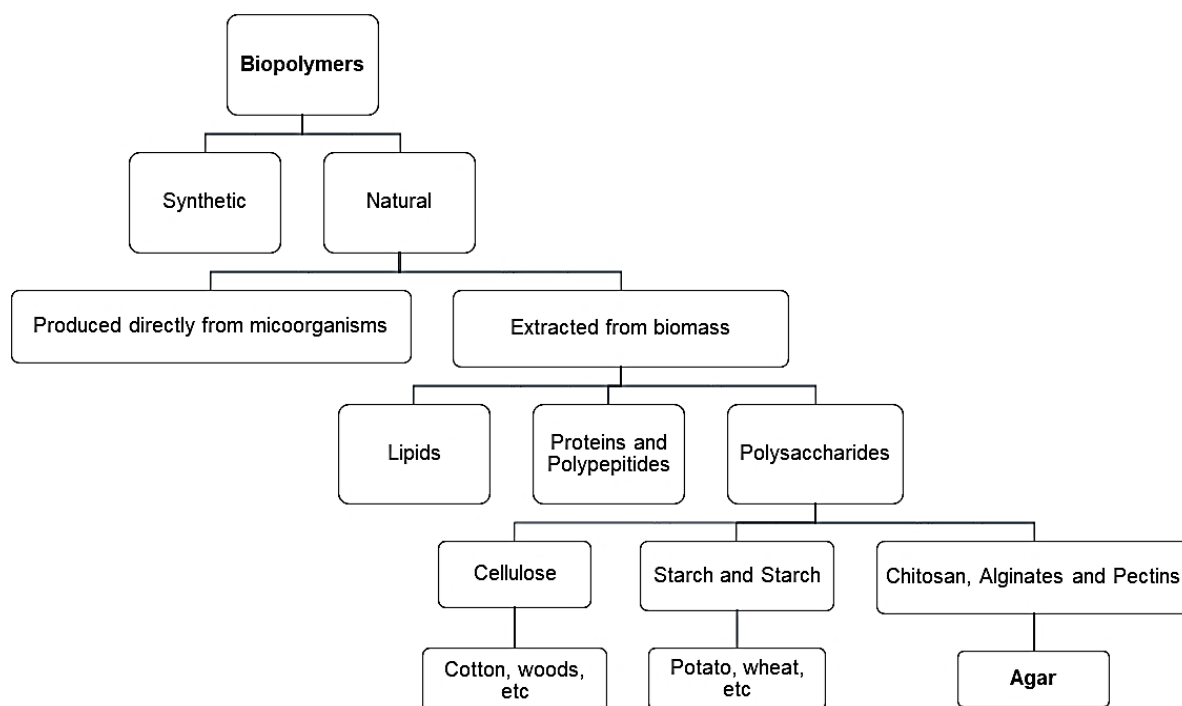 Biopolymers
Synthetic
Natural
Produced directly from micoorganisms
Extracted from biomass
Lipids
Proteins and
Polypepitides
Polysaccharides
Cellulose
Starch and Starch
Chitosan, Alginates and Pectins
Cotton, woods,
etc
Potato, wheat,
etc
Agar